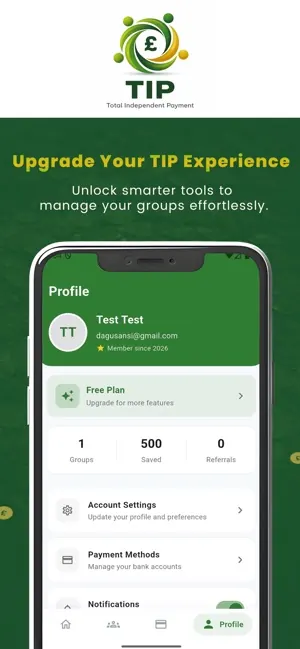 £
TIP
Total Independent Payment
Upgrade Your TIP Experience
Unlock smarter tools to
manage your groups effortlessly.
Profile
TT
Test Test
dagusansi@gmail.com
Member since 2026
Free Plan
Upgrade for more features
1 500 0
Groups Saved Referrals
Account Settings
Update your profile and preferences
Payment Methods
Manage your bank accounts
Notifications
Profile